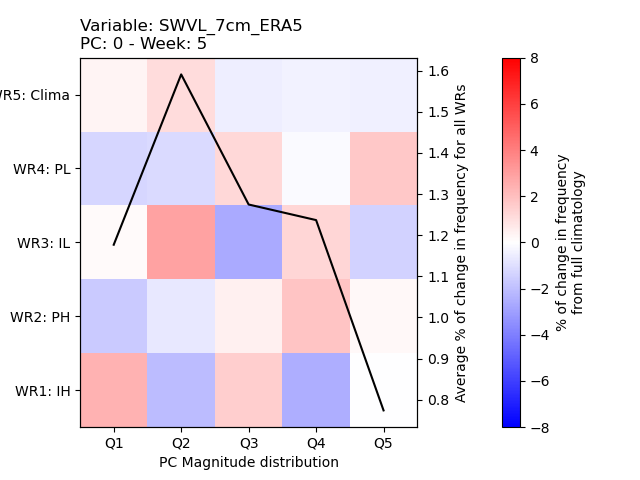 Variable: SWVL_7cm_ERA5
PC: 0 - Week: 5
WR5: Clima
WR4: PL
WR3: IL
WR2: PH
WR1: IH
Q1 Q2 Q3 Q4 Q5
PC Magnitude distribution
1.6
1.5
1.4
1.3
1.2
1.1
1.0
0.9
0.8
Average % of change in frequency for all WRs
8
6
4
2
0
−2
−4
−6
−8
% of change in frequency
from full climatology